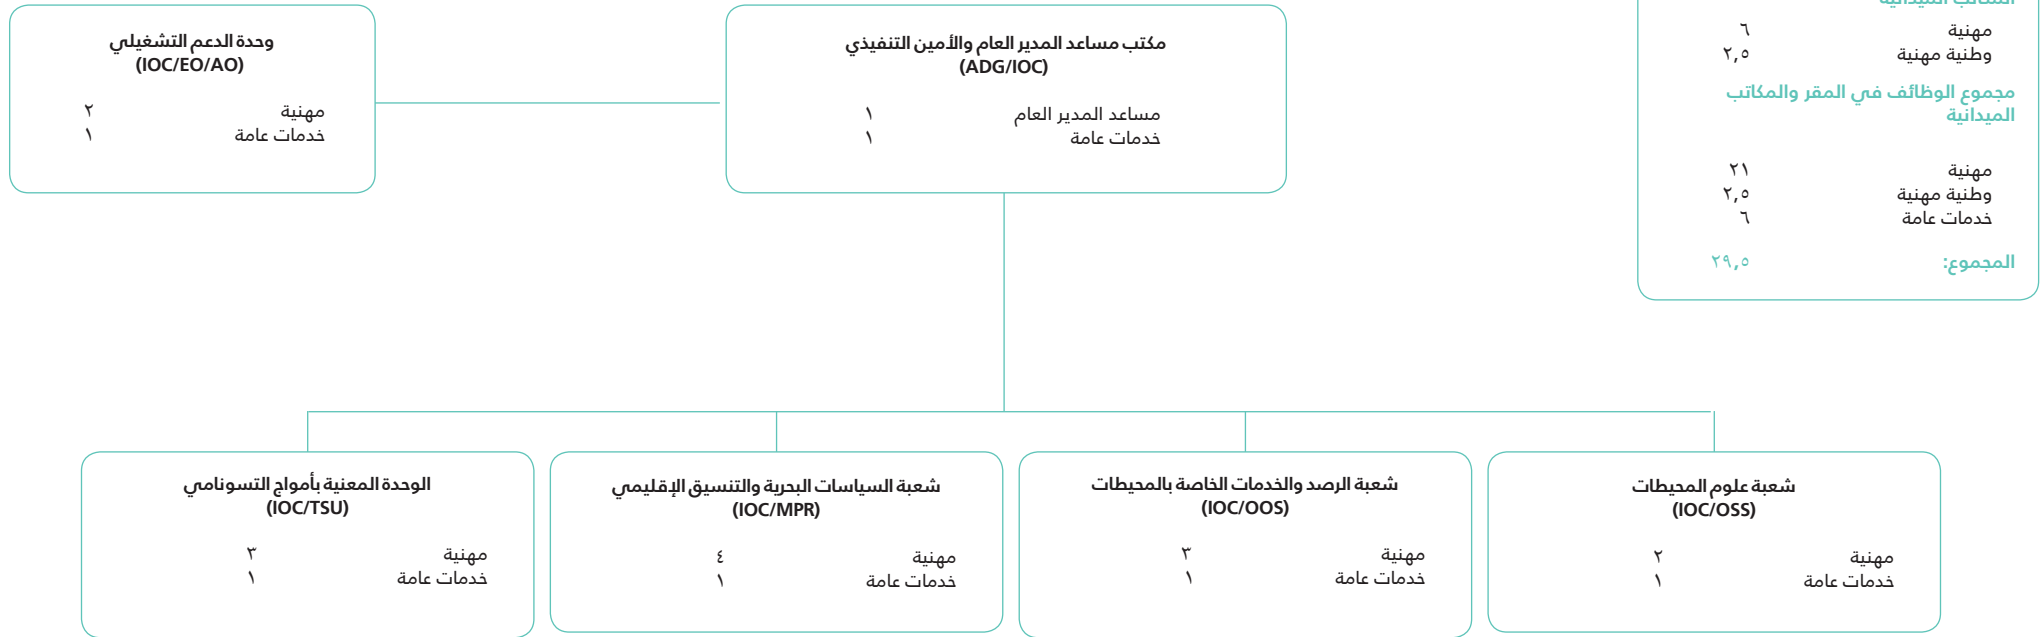 المكاتب الميدانية
مهنية ٦
وطنية مهنية ٢,٥
مجموع الوظائف في المقر والمكاتب
الميدانية
مهنية ٢١
وطنية مهنية ٢,٥
خدمات عامة ٦
المجموع: ٢٩,٥
مكتب مساعد المدير العام والأمين التنفيذي
(ADG/IOC)
مساعد المدير العام ١
خدمات عامة ١
وحدة الدعم التشغيلي
(IOC/EO/AO)
مهنية ٢
خدمات عامة ١
شعبة علوم المحيطات
(IOC/OSS)
مهنية ٢
خدمات عامة ١
شعبة الرصد والخدمات الخاصة بالمحيطات
(IOC/OOS)
مهنية ٣
خدمات عامة ١
شعبة السياسات البحرية والتنسيق الإقليمي
(IOC/MPR)
مهنية ٤
خدمات عامة ١
الوحدة المعنية بأمواج التسونامي
(IOC/TSU)
مهنية ٣
خدمات عامة ١